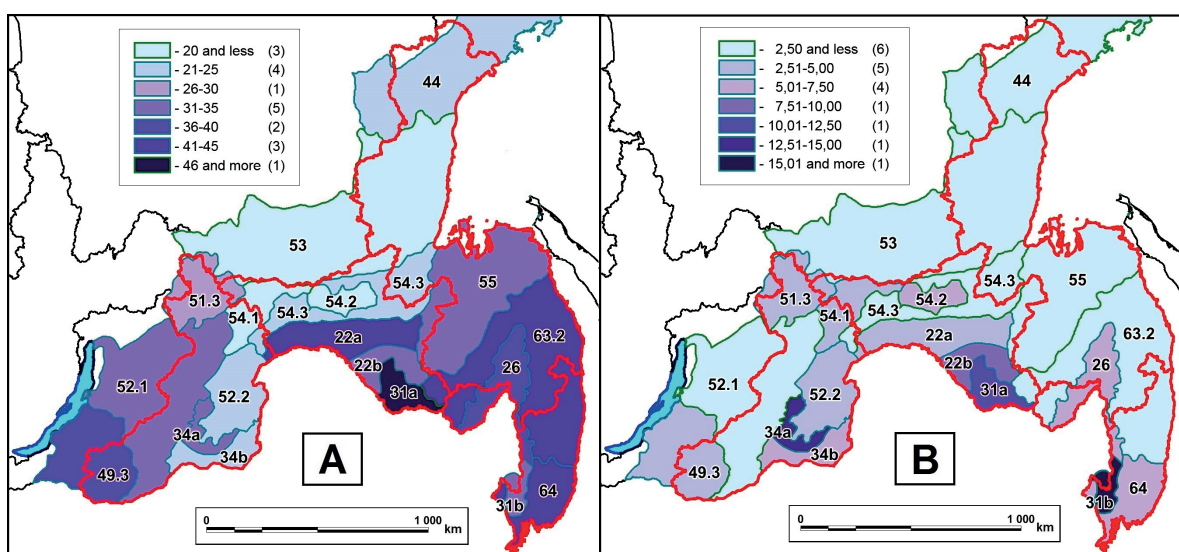 - 20 and less (3)
- 21-25 (4)
- 26-30 (1)
- 31-35 (5)
- 36-40 (2)
- 41-45 (3)
- 46 and more (1)
44
53
51.3
54.1
54.3
54.2
54.3
55
22a
63.2
22b
26
31a
52.1
52.2
34a
34b
49.3
31b
64
A
0 1 000
km
- 2,50 and less (6)
- 2,51-5,00 (5)
- 5,01-7,50 (4)
- 7,51-10,00 (1)
- 10,01-12,50 (1)
- 12,51-15,00 (1)
- 15,01 and more (1)
44
53
51.3
54.1
54.3
54.2
54.3
55
22a
63.2
22b
26
31a
52.1
52.2
34a
34b
49.3
31b
64
B
0 1 000
km